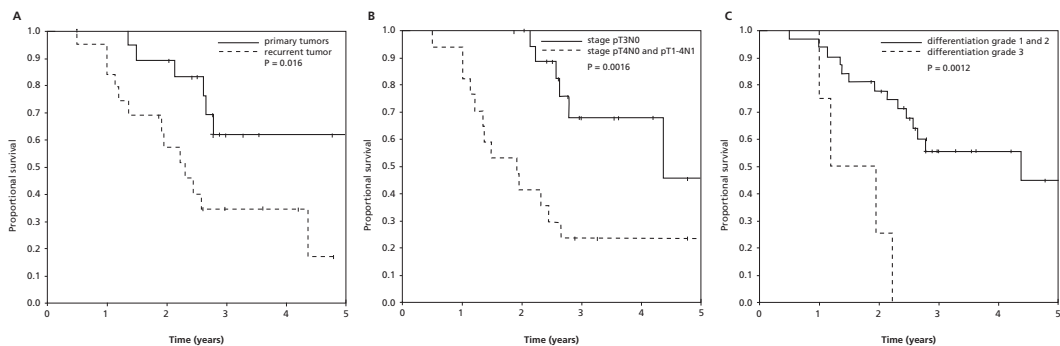 A
primary tumors
recurrent tumor
P = 0.016
1.0
0.9
0.8
0.7
0.6
0.5
0.4
0.3
0.2
0.1
0.0
0
1
2
3
4
5
Proportional survival
Time (years)
B
stage pT3N0
stage pT4N0 and pT1-4N1
P = 0.0016
1.0
0.9
0.8
0.7
0.6
0.5
0.4
0.3
0.2
0.1
0.0
0
1
2
3
4
5
Proportional survival
Time (years)
C
differentiation grade 1 and 2
differentiation grade 3
P = 0.0012
1.0
0.9
0.8
0.7
0.6
0.5
0.4
0.3
0.2
0.1
0.0
0
1
2
3
4
5
Proportional survival
Time (years)